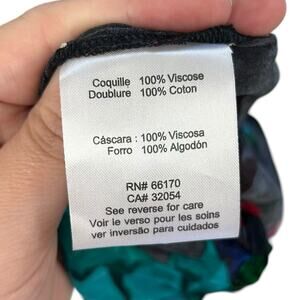 Coquille 100% Viscose
Doublure 100% Coton
Cáscara : 100% Viscosa
Forro 100% Algodón
RN# 66170
CA# 32054
See reverse for care
Voir le verso pour les soins
ver inversão para cuidados